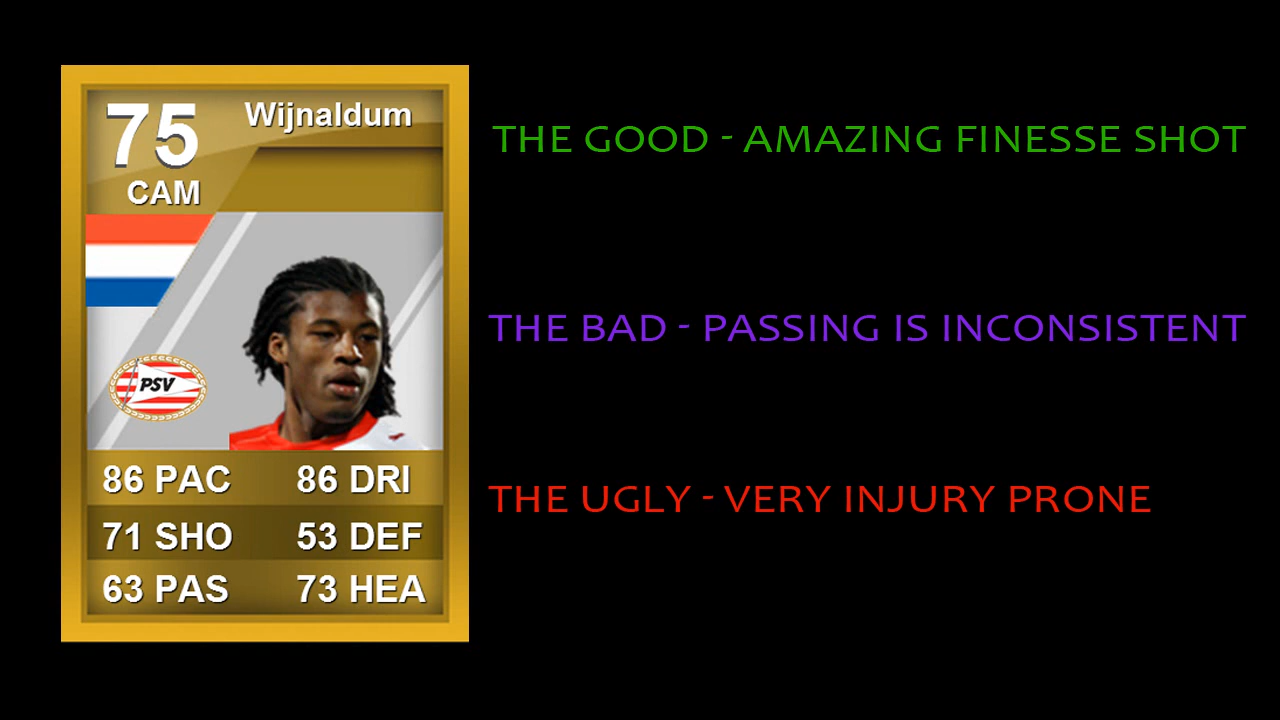 75 Wijnaldum
CAM
PSV
86 PAC 86 DRI
71 SHO 53 DEF
63 PAS 73 HEA
THE GOOD - AMAZING FINESSE SHOT
THE BAD - PASSING IS INCONSISTENT
THE UGLY - VERY INJURY PRONE